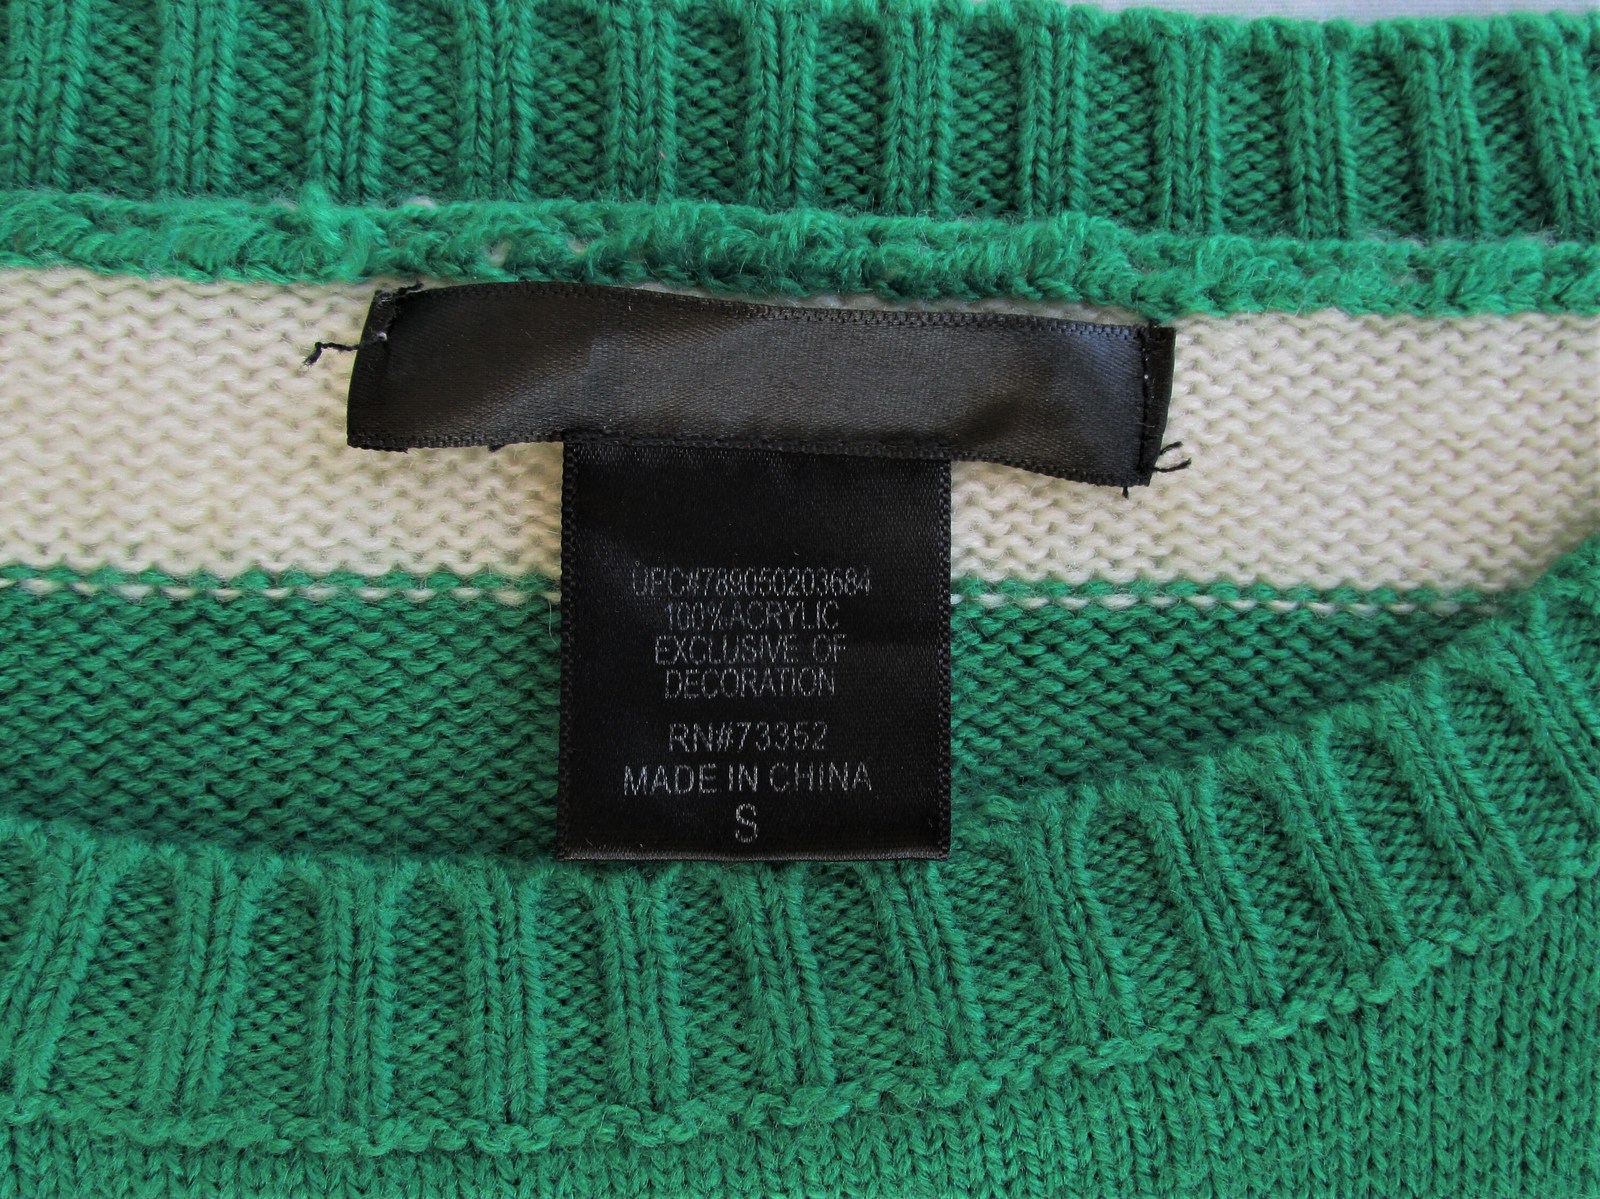 UPC#789050203684
100%ACRYLIC
EXCLUSIVE OF
DECORATION
RN#73352
MADE IN CHINA
S